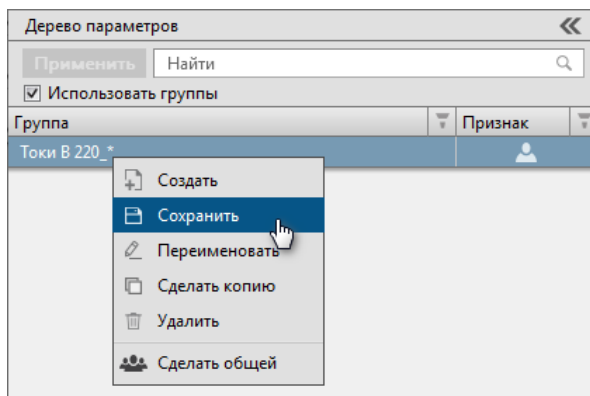 Дерево параметров
Применить Найти
Использовать группы
Группа Признак
Токи В 220_*
Создать
Сохранить
Переименовать
Сделать копию
Удалить
Сделать общей